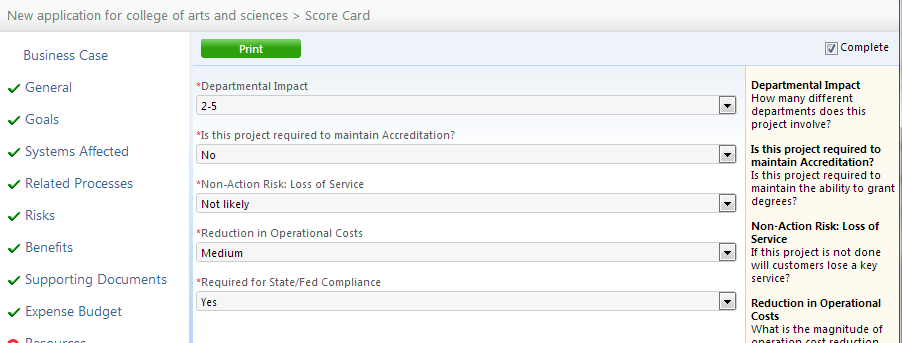 New application for college of arts and sciences > Score Card
Business Case
General
Goals
Systems Affected
Related Processes
Risks
Benefits
Supporting Documents
Expense Budget
Resources
Print
Complete
*Departmental Impact
2-5
*Is this project required to maintain Accreditation?
No
*Non-Action Risk: Loss of Service
Not likely
*Reduction in Operational Costs
Medium
*Required for State/Fed Compliance
Yes
Departmental Impact
How many different
departments does this
project involve?
Is this project required to
maintain Accreditation?
Is this project required to
maintain the ability to grant
degrees?
Non-Action Risk: Loss of
Service
If this project is not done
will customers lose a key
service?
Reduction in Operational
Costs
What is the magnitude of
operation cost reduction